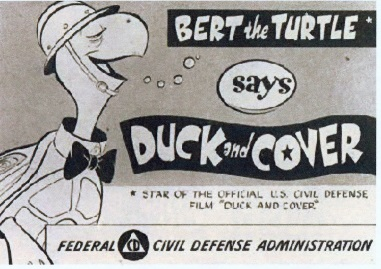 BERT the TURTLE *
says
DUCK and COVER
* STAR OF THE OFFICIAL U.S. CIVIL DEFENSE
FILM "DUCK AND COVER"
FEDERAL CD CIVIL DEFENSE ADMINISTRATION